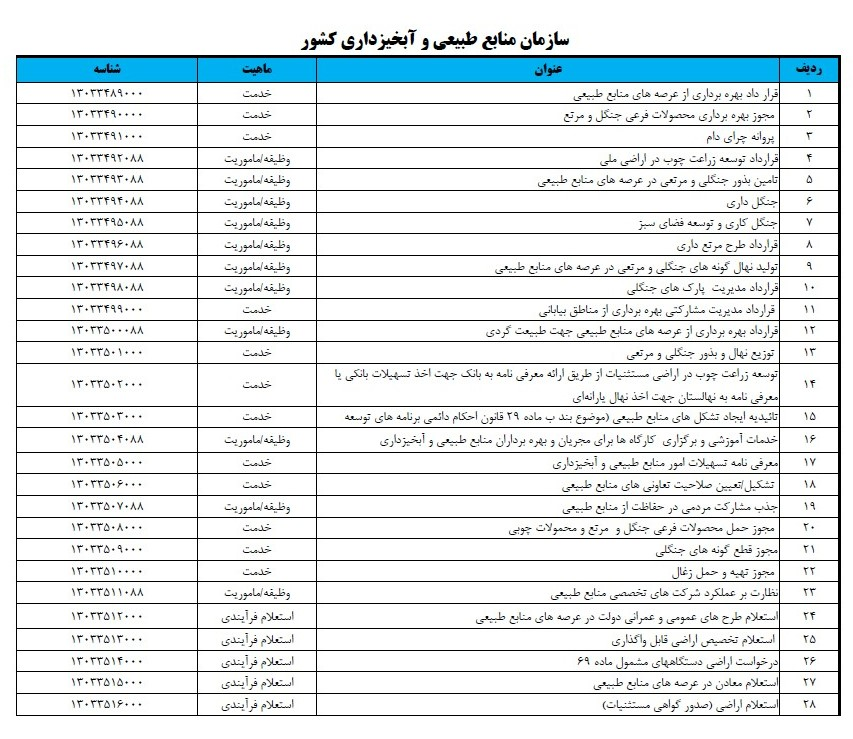 سازمان منابع طبیعی و آبخیزداری کشور
ردیف عنوان ماهیت شناسه
۱ قرار داد بهره برداری از عرصه های منابع طبیعی خدمت ۱۳۰۳۳۴۸۹۰۰۰
۲ مجوز بهره برداری محصولات فرعی جنگل و مرتع خدمت ۱۳۰۳۳۴۹۰۰۰۰
۳ پروانه چرای دام خدمت ۱۳۰۳۳۴۹۱۰۰۰
۴ قرارداد توسعه زراعت چوب در اراضی ملی وظیفه/ماموریت ۱۳۰۳۳۴۹۲۰۸۸
۵ تامین بذور جنگلی و مرتعی در عرصه های منابع طبیعی وظیفه/ماموریت ۱۳۰۳۳۴۹۳۰۸۸
۶ جنگل داری وظیفه/ماموریت ۱۳۰۳۳۴۹۴۰۸۸
۷ جنگل کاری و توسعه فضای سبز وظیفه/ماموریت ۱۳۰۳۳۴۹۵۰۸۸
۸ قرارداد طرح مرتع داری وظیفه/ماموریت ۱۳۰۳۳۴۹۶۰۸۸
۹ تولید نهال گونه های جنگلی و مرتعی در عرصه های منابع طبیعی وظیفه/ماموریت ۱۳۰۳۳۴۹۷۰۸۸
۱۰ قرارداد مدیریت پارک های جنگلی وظیفه/ماموریت ۱۳۰۳۳۴۹۸۰۸۸
۱۱ قرارداد مدیریت مشارکتی بهره برداری از مناطق بیابانی خدمت ۱۳۰۳۳۴۹۹۰۰۰
۱۲ قرارداد بهره برداری از عرصه های منابع طبیعی جهت طبیعت گردی وظیفه/ماموریت ۱۳۰۳۳۵۰۰۰۸۸
۱۳ توزیع نهال و بذور جنگلی و مرتعی خدمت ۱۳۰۳۳۵۰۱۰۰۰
توسعه زراعت چوب در اراضی مستثنیات از طریق ارائه معرفی نامه به بانک جهت اخذ تسهیلات بانکی یا
۱۴ معرفی نامه به نهالستان جهت اخذ نهال یارانه‌ای خدمت ۱۳۰۳۳۵۰۲۰۰۰
۱۵ تائیدیه ایجاد تشکل های منابع طبیعی (موضوع بند ب ماده ۲۹ قانون احکام دائمی برنامه های توسعه خدمت ۱۳۰۳۳۵۰۳۰۰۰
۱۶ خدمات آموزشی و برگزاری کارگاه ها برای مجریان و بهره برداران منابع طبیعی و آبخیزداری وظیفه/ماموریت ۱۳۰۳۳۵۰۴۰۸۸
۱۷ معرفی نامه تسهیلات امور منابع طبیعی و آبخیزداری خدمت ۱۳۰۳۳۵۰۵۰۰۰
۱۸ تشکیل/تعیین صلاحیت تعاونی های منابع طبیعی خدمت ۱۳۰۳۳۵۰۶۰۰۰
۱۹ جذب مشارکت مردمی در حفاظت از منابع طبیعی وظیفه/ماموریت ۱۳۰۳۳۵۰۷۰۸۸
۲۰ مجوز حمل محصولات فرعی جنگل و مرتع و محمولات چوبی خدمت ۱۳۰۳۳۵۰۸۰۰۰
۲۱ مجوز قطع گونه های جنگلی خدمت ۱۳۰۳۳۵۰۹۰۰۰
۲۲ مجوز تهیه و حمل زغال خدمت ۱۳۰۳۳۵۱۰۰۰۰
۲۳ نظارت بر عملکرد شرکت های تخصصی منابع طبیعی وظیفه/ماموریت ۱۳۰۳۳۵۱۱۰۸۸
۲۴ استعلام طرح های عمومی و عمرانی دولت در عرصه های منابع طبیعی استعلام فرآیندی ۱۳۰۳۳۵۱۲۰۰۰
۲۵ استعلام تخصیص اراضی قابل واگذاری استعلام فرآیندی ۱۳۰۳۳۵۱۳۰۰۰
۲۶ درخواست اراضی دستگاههای مشمول ماده ۶۹ استعلام فرآیندی ۱۳۰۳۳۵۱۴۰۰۰
۲۷ استعلام معادن در عرصه های منابع طبیعی استعلام فرآیندی ۱۳۰۳۳۵۱۵۰۰۰
۲۸ استعلام اراضی (صدور گواهی مستثنیات) استعلام فرآیندی ۱۳۰۳۳۵۱۶۰۰۰